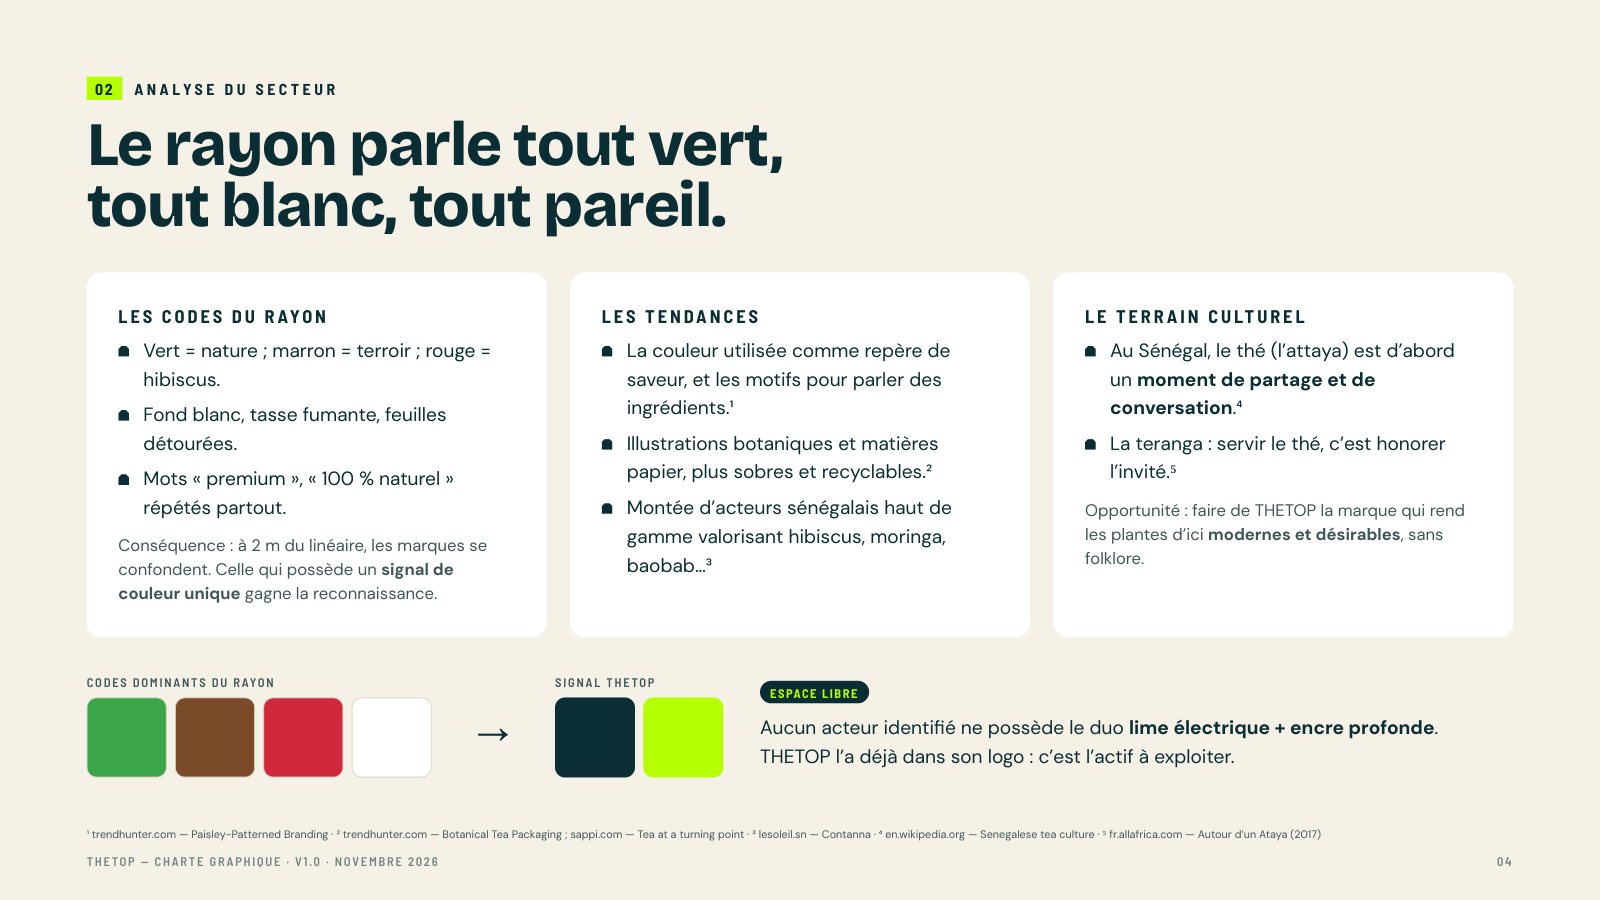 02 ANALYSE DU SECTEUR
Le rayon parle tout vert,
tout blanc, tout pareil.
LES CODES DU RAYON
Vert = nature ; marron = terroir ; rouge =
hibiscus.
Fond blanc, tasse fumante, feuilles
détourées.
Mots « premium », « 100 % naturel »
répétés partout.
Conséquence : à 2 m du linéaire, les marques se
confondent. Celle qui possède un signal de
couleur unique gagne la reconnaissance.
LES TENDANCES
La couleur utilisée comme repère de
saveur, et les motifs pour parler des
ingrédients.¹
Illustrations botaniques et matières
papier, plus sobres et recyclables.²
Montée d’acteurs sénégalais haut de
gamme valorisant hibiscus, moringa,
baobab…³
LE TERRAIN CULTUREL
Au Sénégal, le thé (l’attaya) est d’abord
un moment de partage et de
conversation.⁴
La teranga : servir le thé, c’est honorer
l’invité.⁵
Opportunité : faire de THETOP la marque qui rend
les plantes d’ici modernes et désirables, sans
folklore.
CODES DOMINANTS DU RAYON
→
SIGNAL THETOP
ESPACE LIBRE
Aucun acteur identifié ne possède le duo lime électrique + encre profonde.
THETOP l’a déjà dans son logo : c’est l’actif à exploiter.
¹ trendhunter.com — Paisley-Patterned Branding · ² trendhunter.com — Botanical Tea Packaging ; sappi.com — Tea at a turning point · ³ lesoleil.sn — Contanna · ⁴ en.wikipedia.org — Senegalese tea culture · ⁵ fr.allafrica.com — Autour d’un Ataya (2017)
THETOP — CHARTE GRAPHIQUE · V1.0 · NOVEMBRE 2026
04